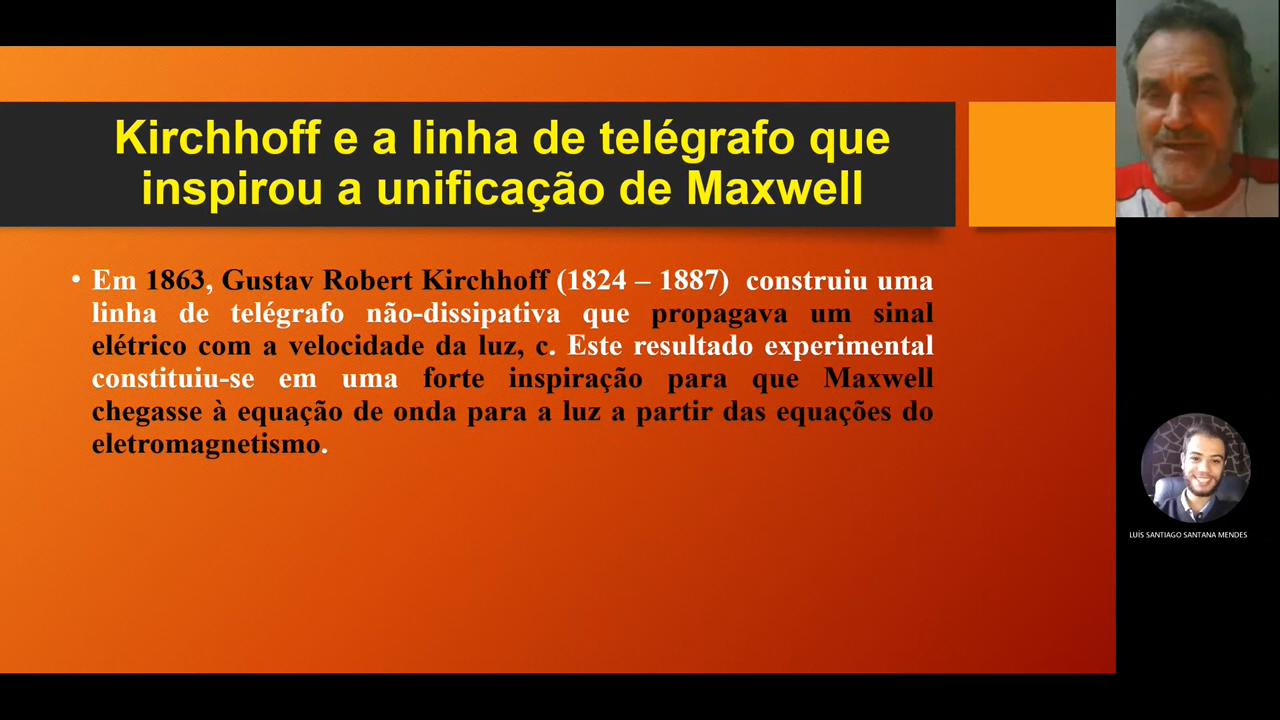 Kirchhoff e a linha de telégrafo que
inspirou a unificação de Maxwell
• Em 1863, Gustav Robert Kirchhoff (1824 – 1887) construiu uma
linha de telégrafo não-dissipativa que propagava um sinal
elétrico com a velocidade da luz, c. Este resultado experimental
constituiu-se em uma forte inspiração para que Maxwell
chegasse à equação de onda para a luz a partir das equações do
eletromagnetismo.
LUÍS SANTIAGO SANTANA MENDES